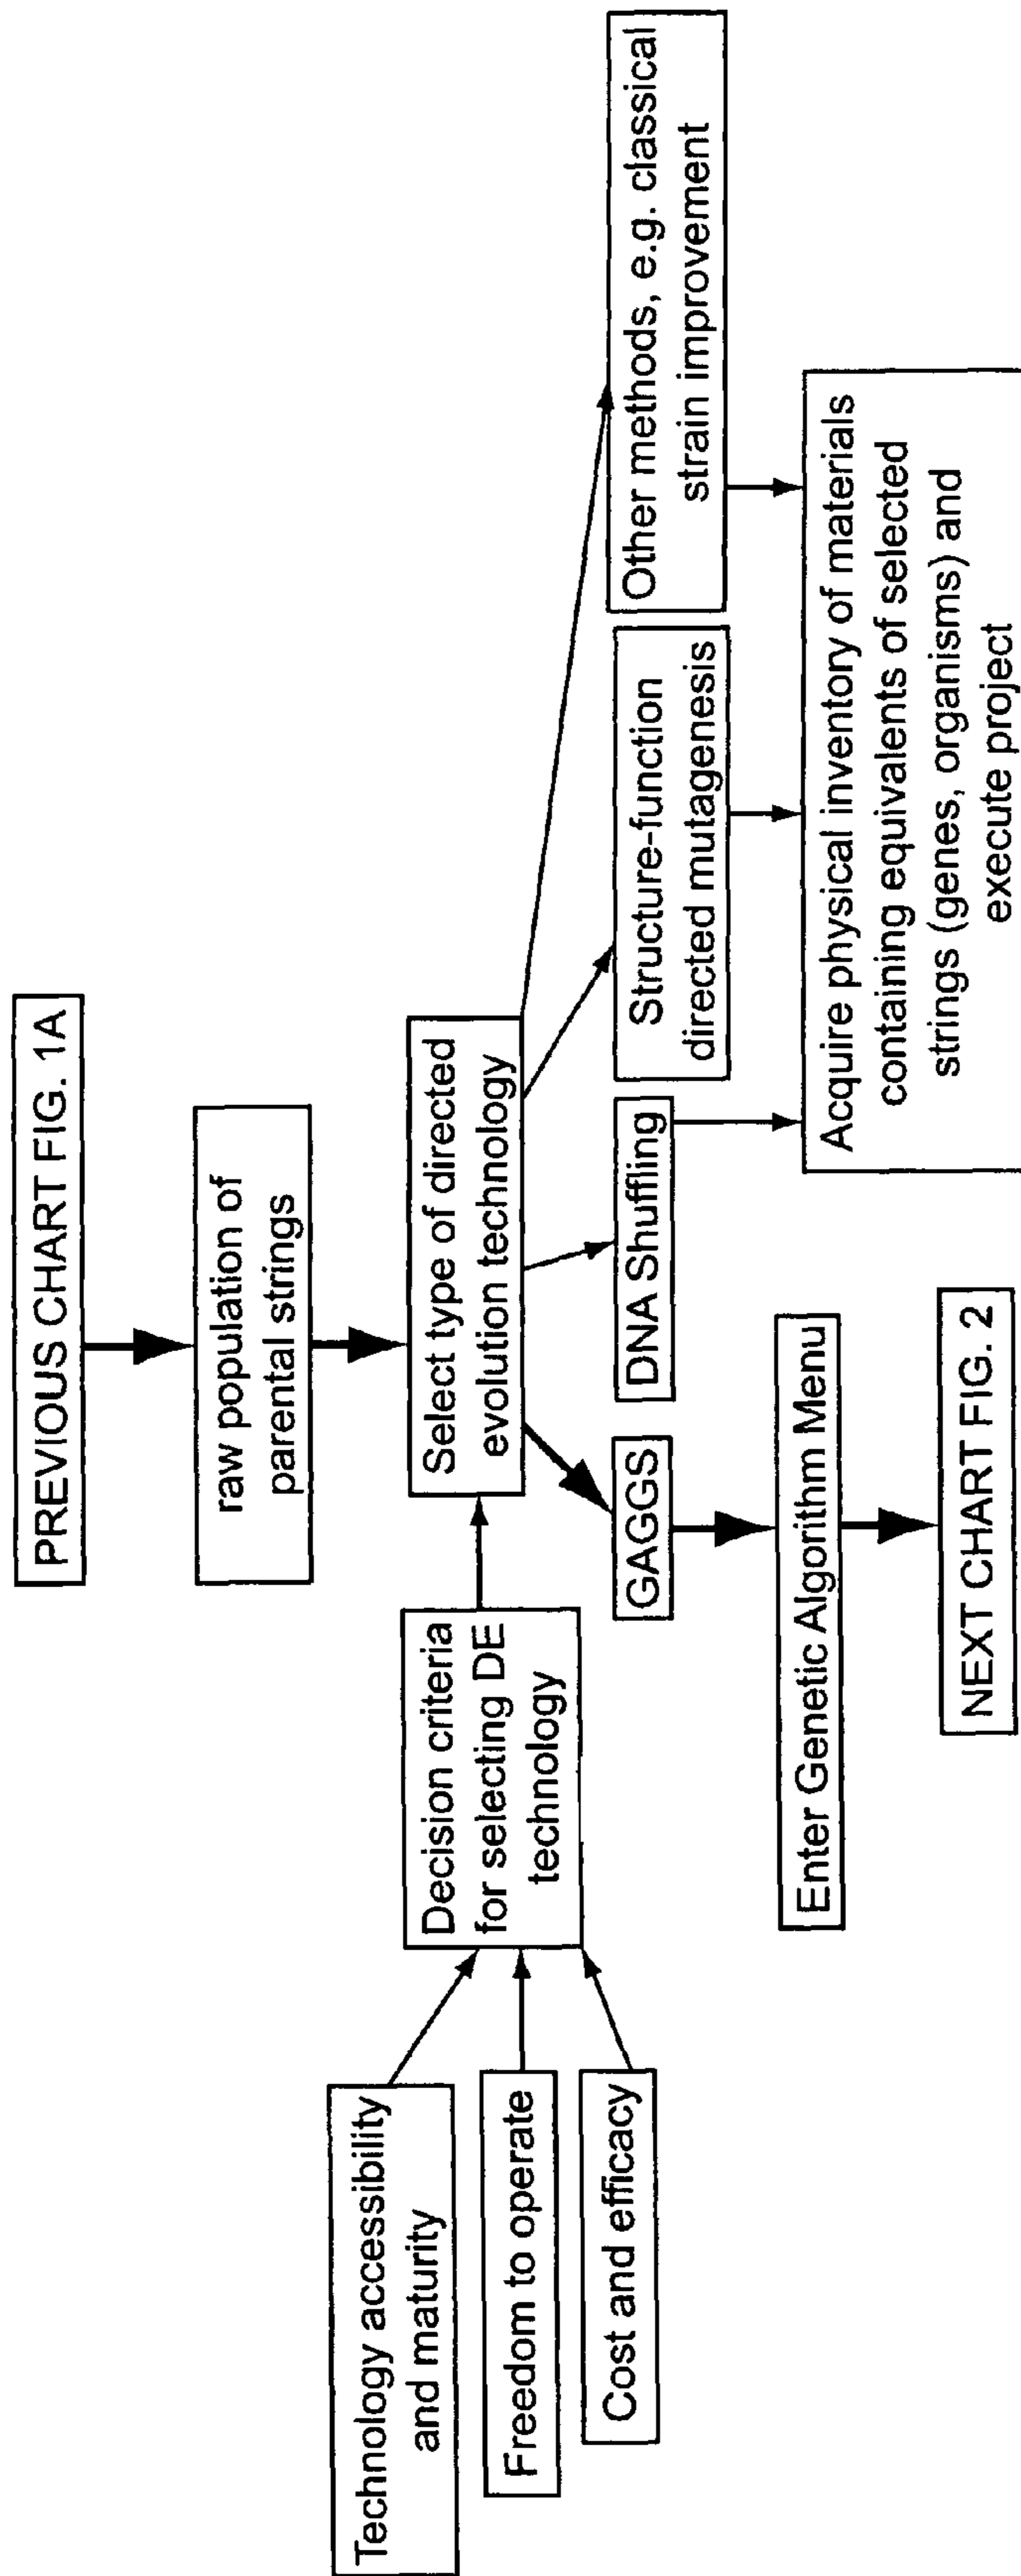 PREVIOUS CHART FIG. 1A
raw population of
parental strings
Technology accessibility
and maturity
Freedom to operate
Cost and efficacy
Decision criteria
for selecting DE
technology
Select type of directed
evolution technology
GAGGS
DNA Shuffling
Structure-function
directed mutagenesis
Other methods, e.g. classical
strain improvement
Enter Genetic Algorithm Menu
Acquire physical inventory of materials
containing equivalents of selected
strings (genes, organisms) and
execute project
NEXT CHART FIG. 2